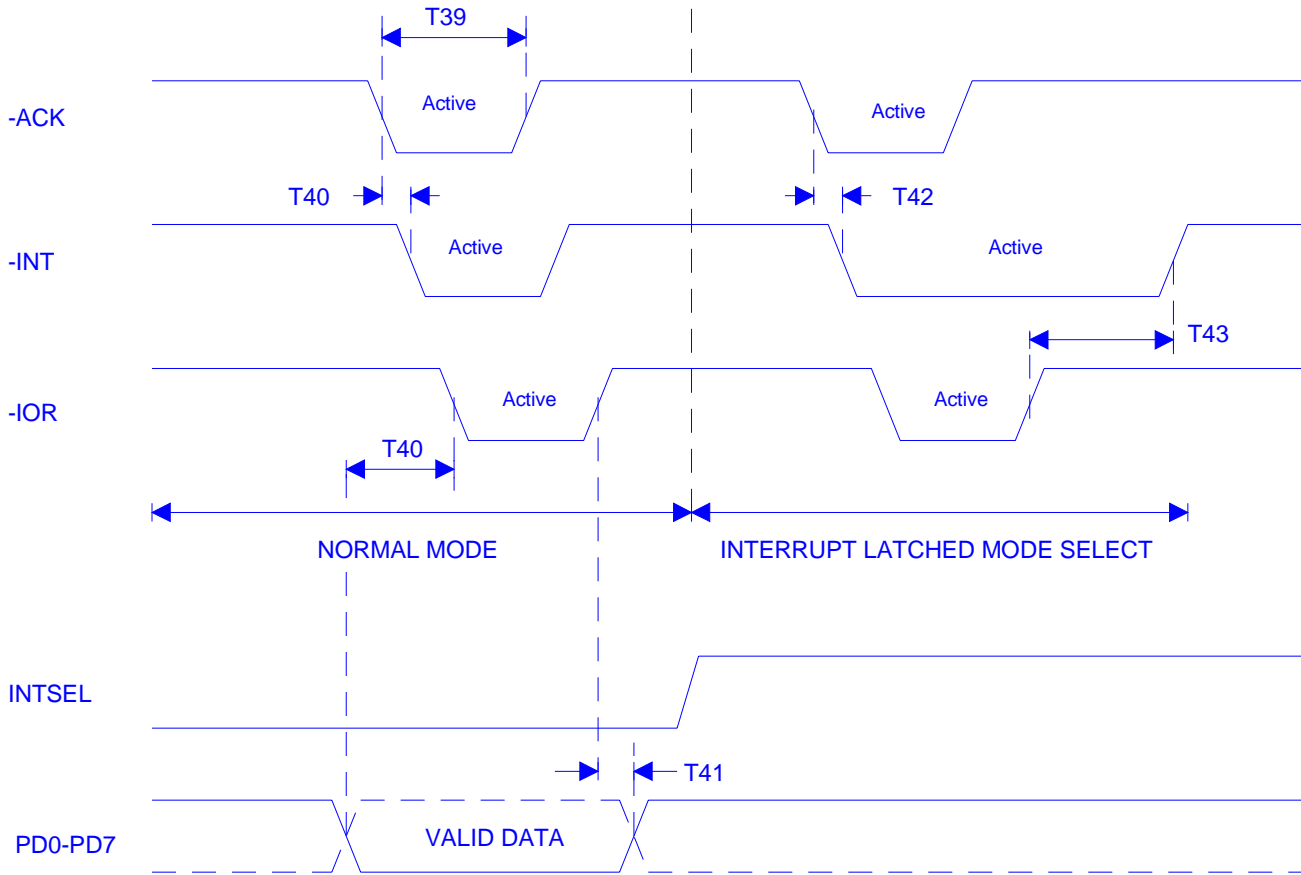 T39
-ACK
Active
Active
T40
T42
-INT
Active
Active
T43
-IOR
Active
Active
T40
NORMAL MODE
INTERRUPT LATCHED MODE SELECT
INTSEL
T41
PD0-PD7
VALID DATA